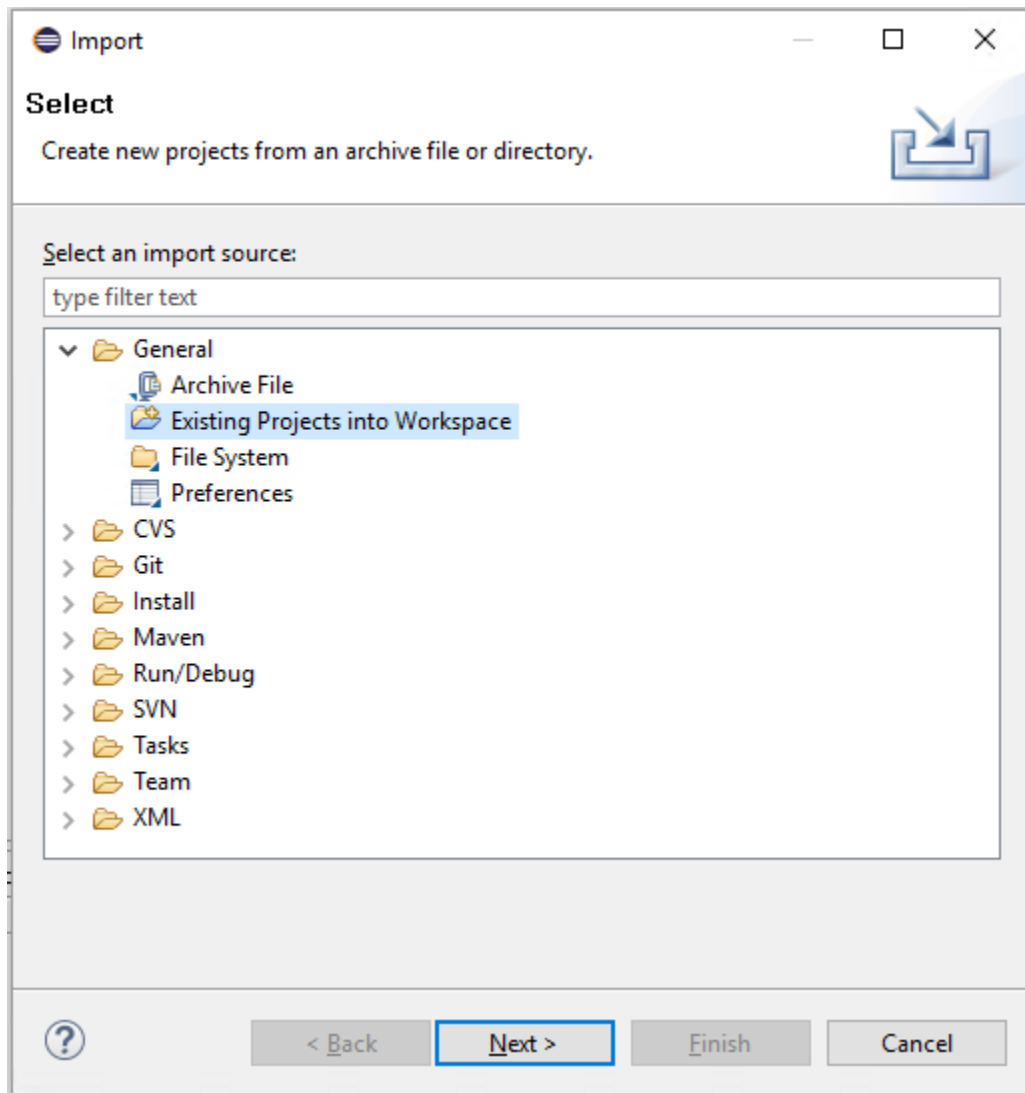 Import
Select
Create new projects from an archive file or directory.
Select an import source:
type filter text
General
Archive File
Existing Projects into Workspace
File System
Preferences
CVS
Git
Install
Maven
Run/Debug
SVN
Tasks
Team
XML
? < Back Next > Finish Cancel